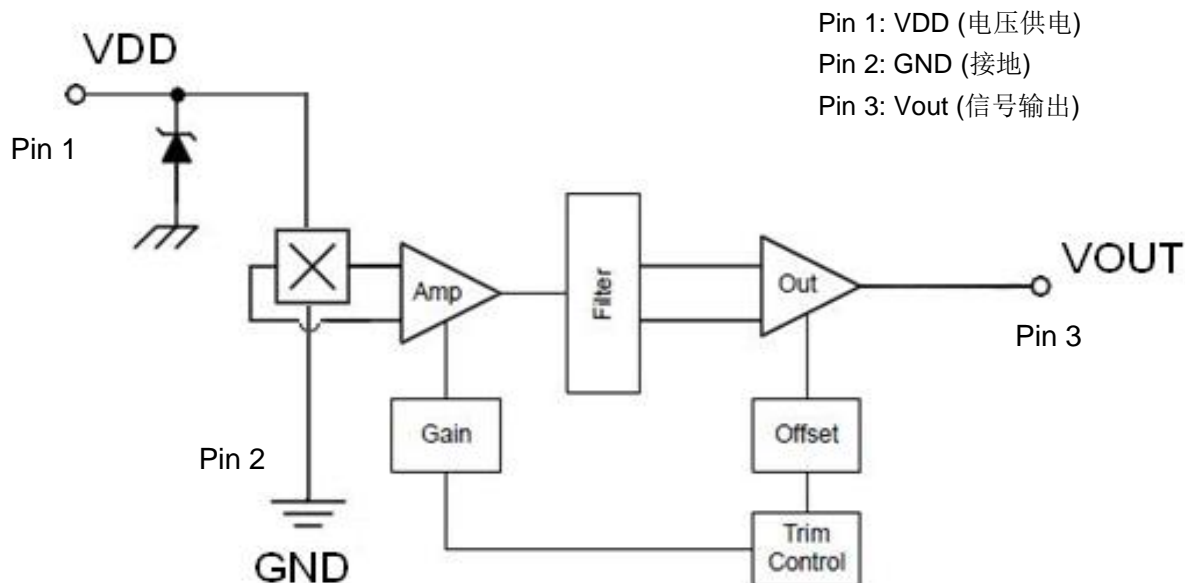 Pin 1: VDD (电压供电)
Pin 2: GND (接地)
Pin 3: Vout (信号输出)
VDD
Pin 1
Amp
Filter
Out
VOUT
Pin 3
Gain
Offset
Pin 2
Trim
Control
GND